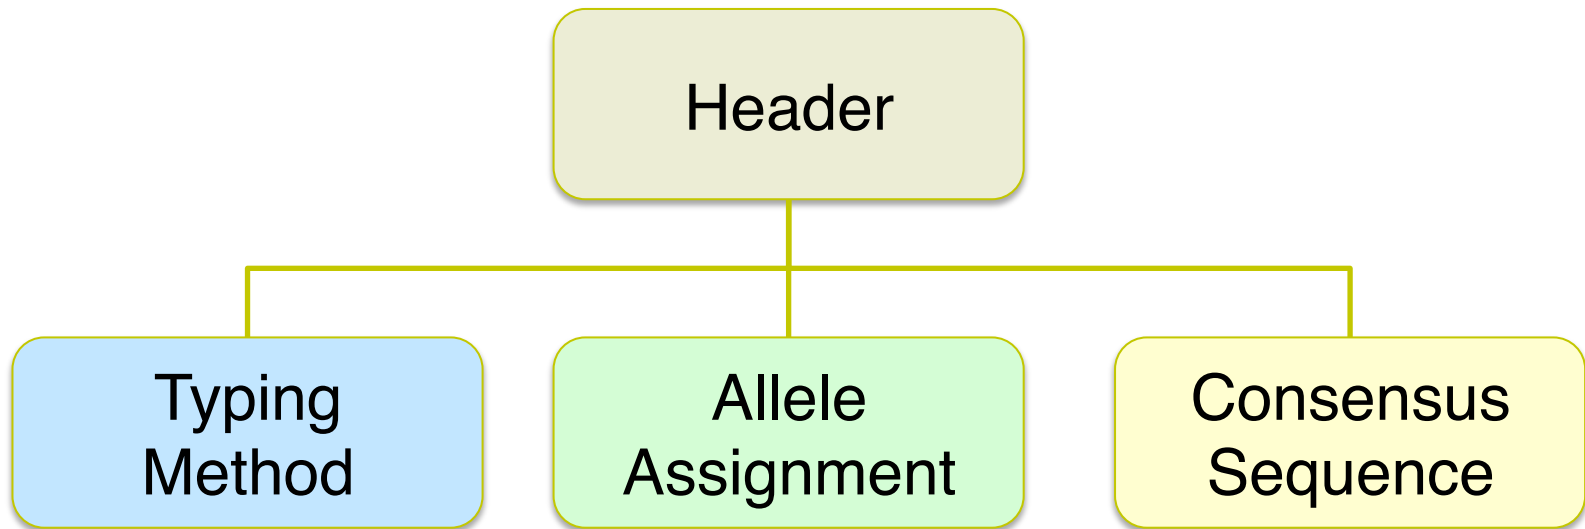 Header
Typing
Method
Allele
Assignment
Consensus
Sequence